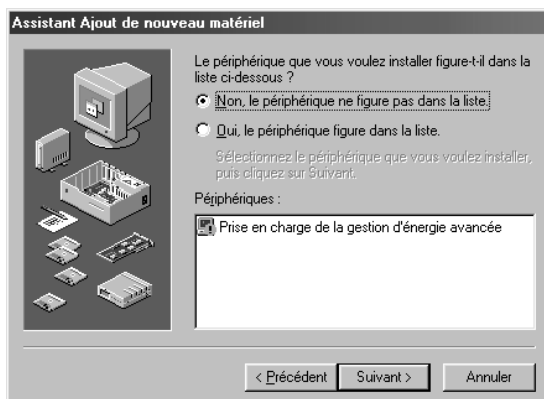 Assistant Ajout de nouveau matériel
Le périphérique que vous voulez installer figure-t-il dans la
liste ci-dessous ?
Non, le périphérique ne figure pas dans la liste.
Oui, le périphérique figure dans la liste.
Sélectionnez le périphérique que vous voulez installer,
puis cliquez sur Suivant.
Périphériques :
Prise en charge de la gestion d'énergie avancée
< Précédent
Suivant >
Annuler